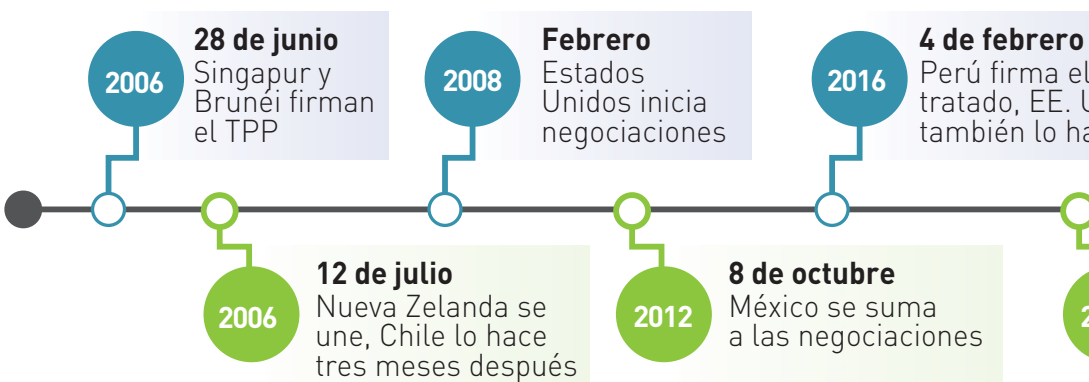 2006
28 de junio
Singapur y
Brunéi firman
el TPP
2006
12 de julio
Nueva Zelanda se
une, Chile lo hace
tres meses después
2008
Febrero
Estados
Unidos inicia
negociaciones
2012
8 de octubre
México se suma
a las negociaciones
2016
4 de febrero
Perú firma el
tratado, EE.
también lo